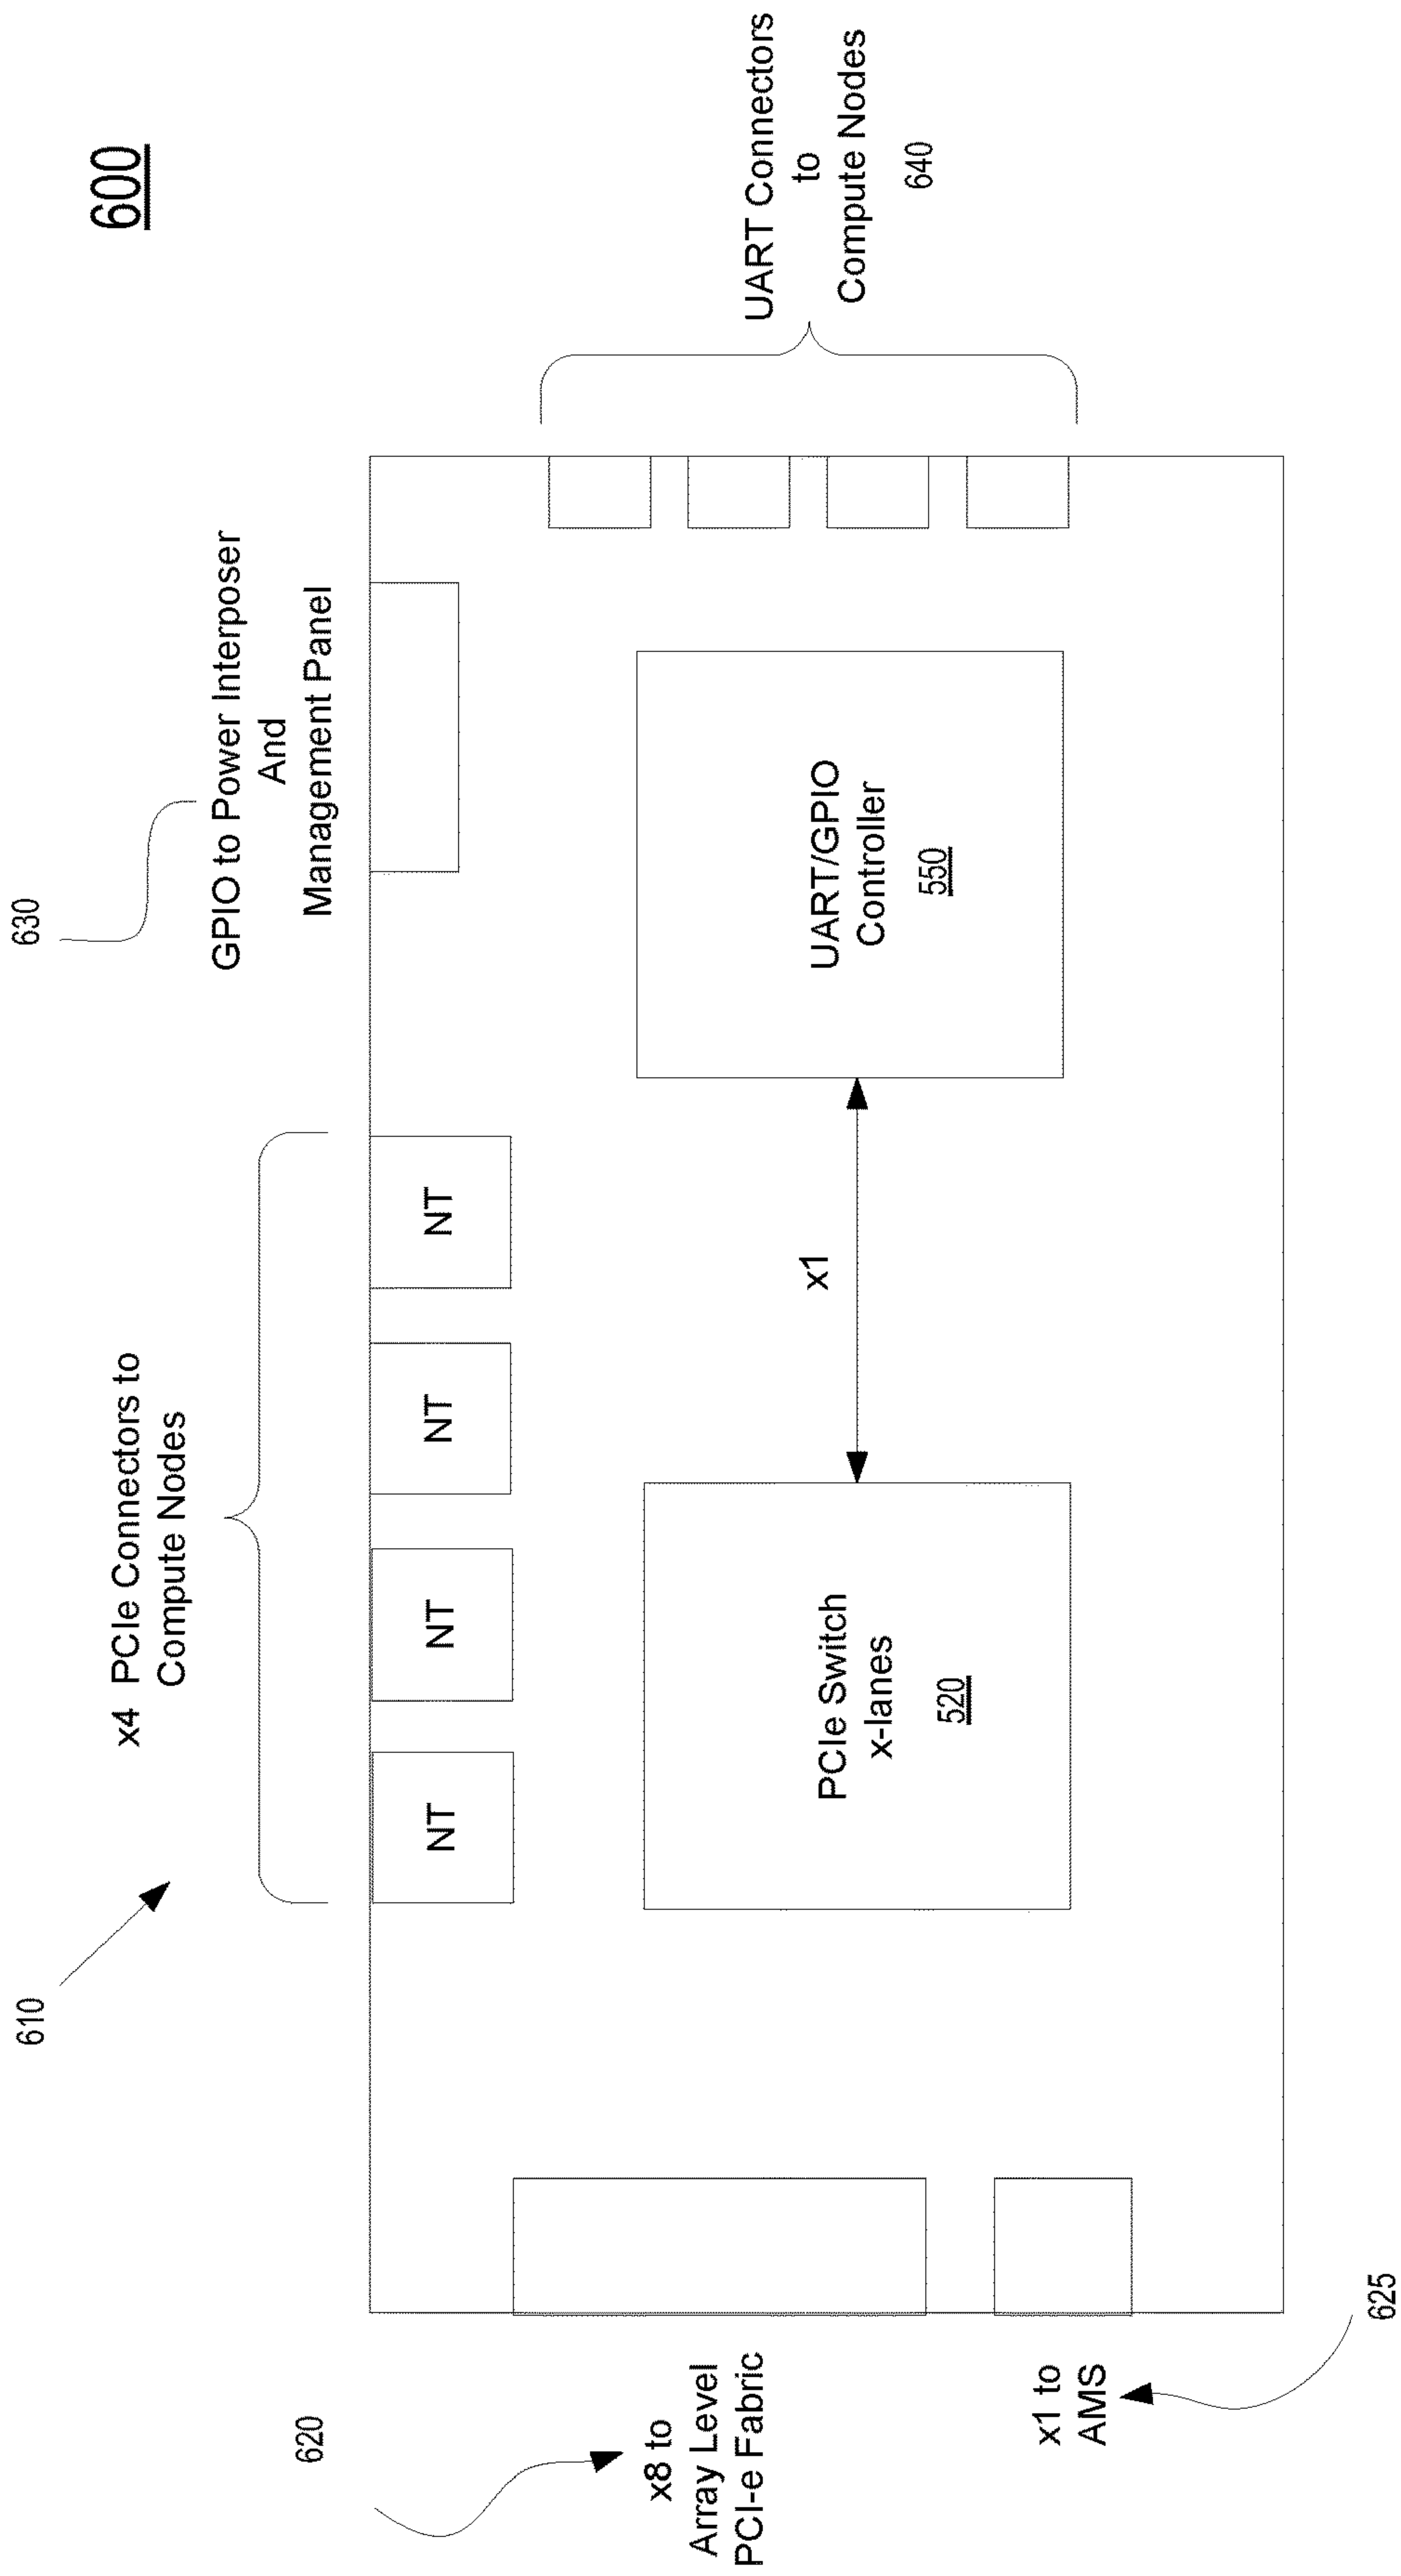 600
610
x4 PCIe Connectors to
Compute Nodes
630
GPIO to Power Interposer
And
Management Panel
NT
NT
NT
NT
620
x8 to
Array Level
PCI-e Fabric
PCIe Switch
x-lanes
520
x1
UART/GPIO
Controller
550
UART Connectors
to
Compute Nodes
640
x1 to
AMS
625